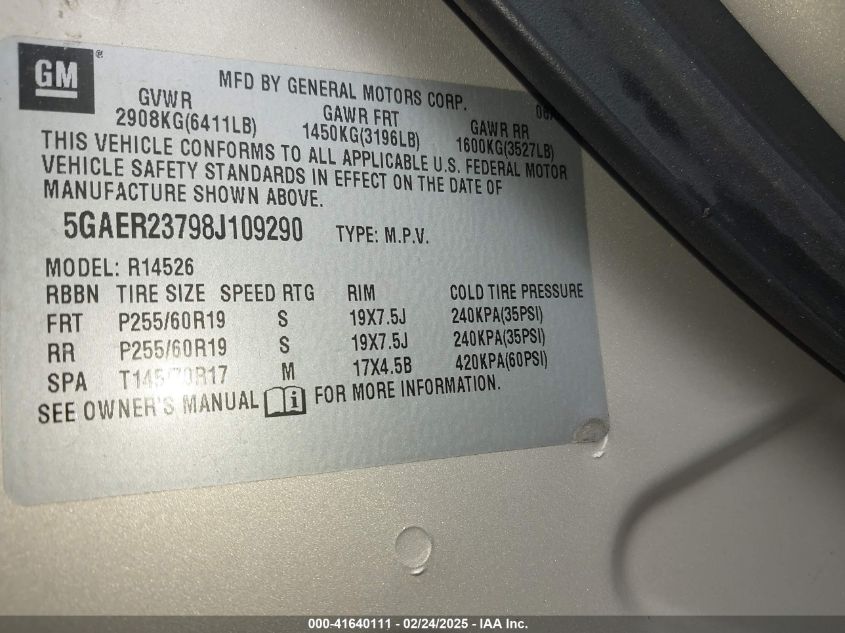 GM®
MFD BY GENERAL MOTORS CORP.
GVWR GAWR FRT GAWR RR
2908KG(6411LB) 1450KG(3196LB) 1600KG(3527LB)
THIS VEHICLE CONFORMS TO ALL APPLICABLE U.S. FEDERAL MOTOR
VEHICLE SAFETY STANDARDS IN EFFECT ON THE DATE OF
MANUFACTURE SHOWN ABOVE.
5GAER23798J109290 TYPE: M.P.V.
MODEL: R14526
RBBN TIRE SIZE SPEED RTG RIM COLD TIRE PRESSURE
FRT P255/60R19 S 19X7.5J 240KPA(35PSI)
RR P255/60R19 S 19X7.5J 240KPA(35PSI)
SPA T145/70R17 M 17X4.5B 420KPA(60PSI)
SEE OWNER'S MANUAL i FOR MORE INFORMATION.
000-41640111 - 02/24/2025 - IAA Inc.